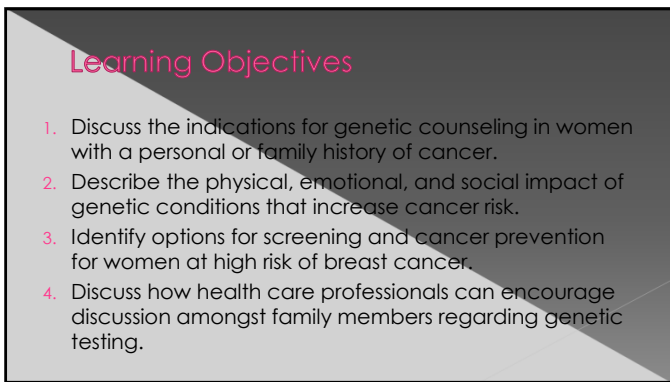 Learning Objectives
1. Discuss the indications for genetic counseling in women
with a personal or family history of cancer.
2. Describe the physical, emotional, and social impact of
genetic conditions that increase cancer risk.
3. Identify options for screening and cancer prevention
for women at high risk of breast cancer.
4. Discuss how health care professionals can encourage
discussion amongst family members regarding genetic
testing.